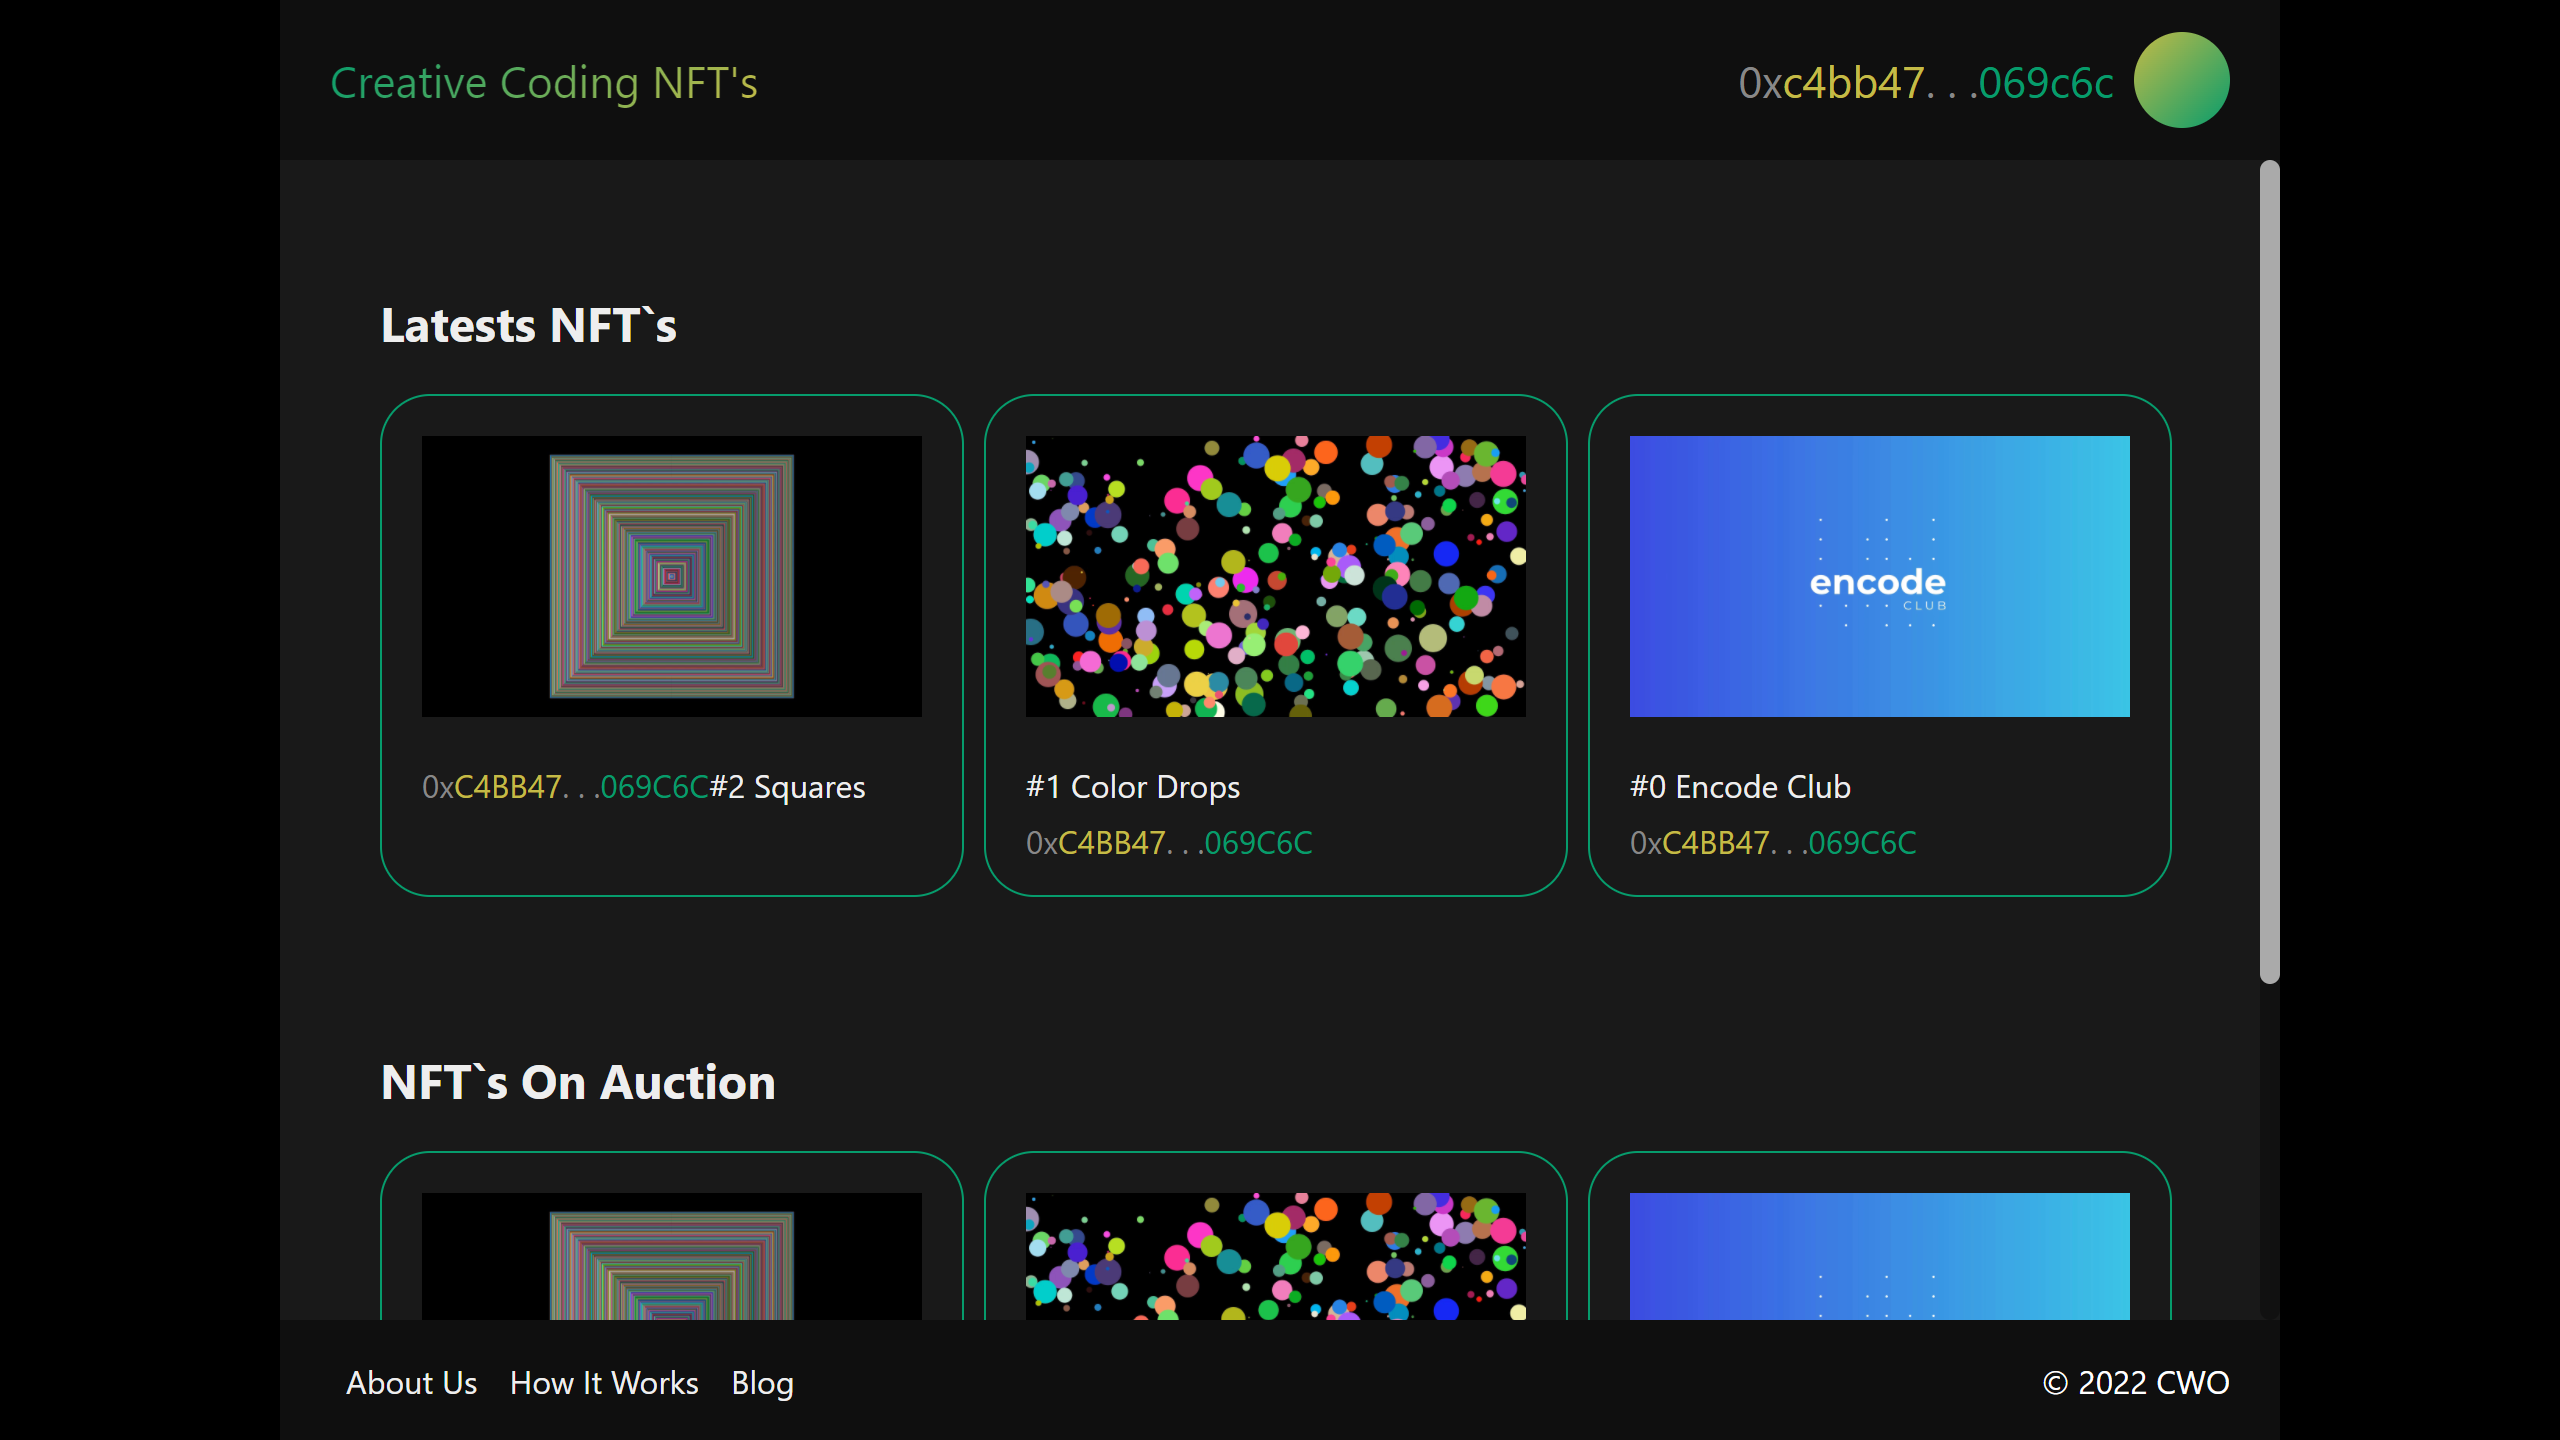 Creative Coding NFT's
0xc4bb47. . .069c6c
Latests NFT`s
encode
CLUB
0xC4BB47. . .069C6C#2 Squares
#1 Color Drops
0xC4BB47. . .069C6C
#0 Encode Club
0xC4BB47. . .069C6C
NFT`s On Auction
About Us
How It Works
Blog
© 2022 CWO